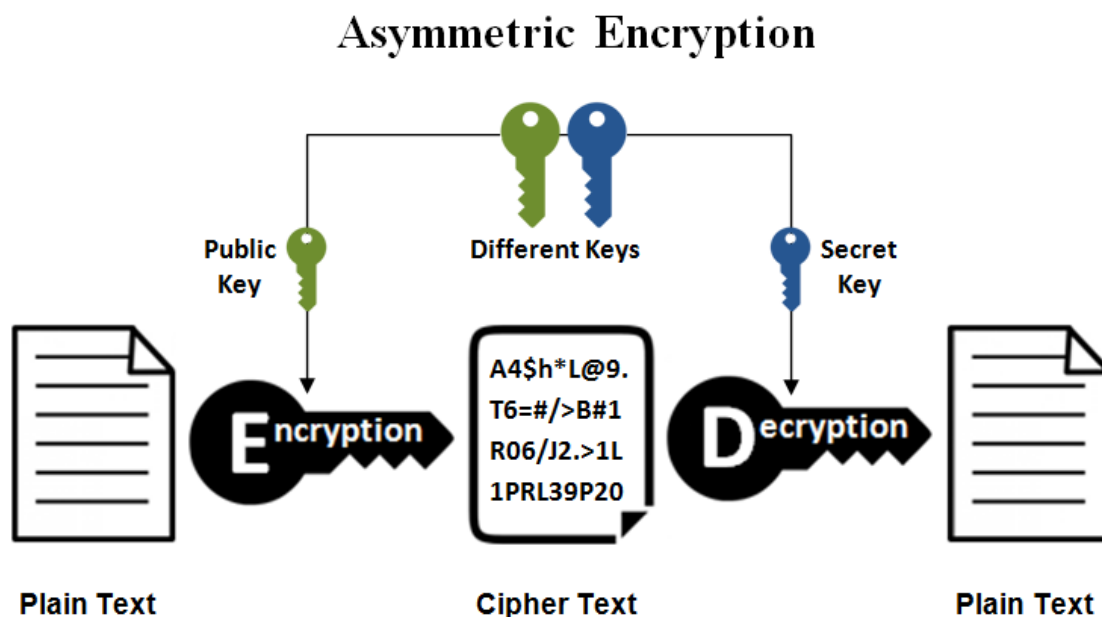 Asymmetric Encryption
Public
Key
Different Keys
Secret
Key
A4$h*L@9.
T6=#/>B#1
R06/J2.>1L
1PRL39P20
Encryption
Decryption
Plain Text
Cipher Text
Plain Text